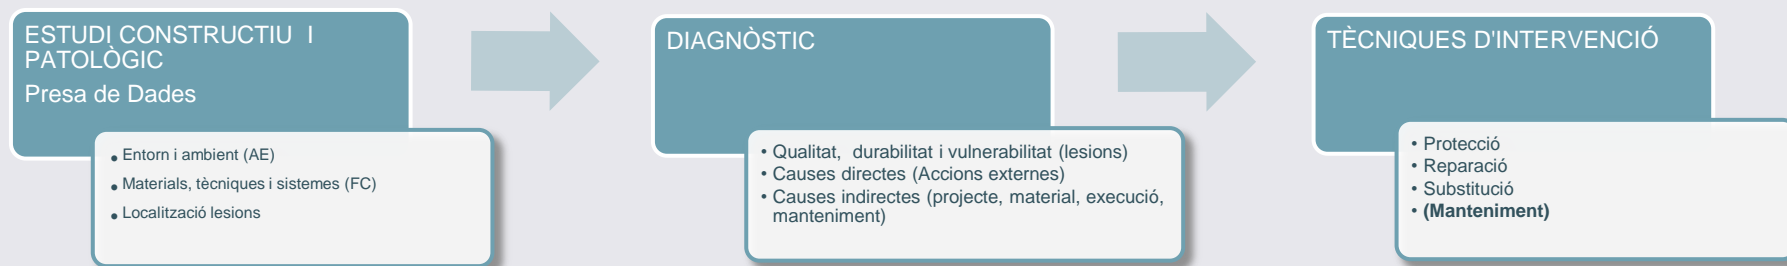 ESTUDI CONSTRUCTIU I
PATOLÒGIC
Presa de Dades
• Entorn i ambient (AE)
• Materials, tècniques i sistemes (FC)
• Localització lesions
DIAGNÒSTIC
• Qualitat, durabilitat i vulnerabilitat (lesions)
• Causes directes (Accions externes)
• Causes indirectes (projecte, material, execució,
manteniment)
TÈCNIQUES D'INTERVENCIÓ
• Protecció
• Reparació
• Substitució
• (Manteniment)